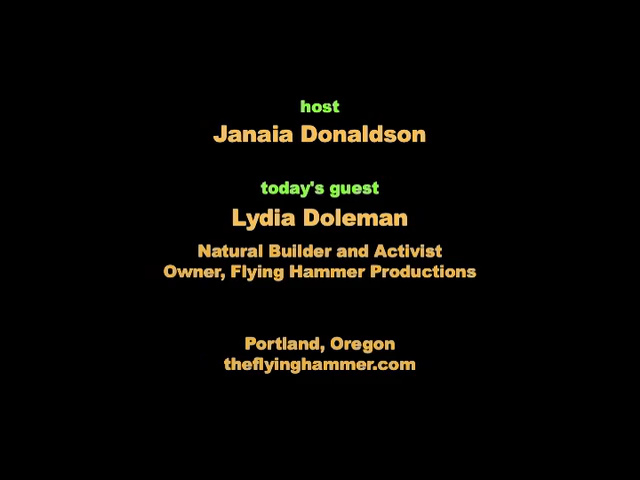 host
Janaia Donaldson
today's guest
Lydia Doleman
Natural Builder and Activist
Owner, Flying Hammer Productions
Portland, Oregon
theflyinghammer.com